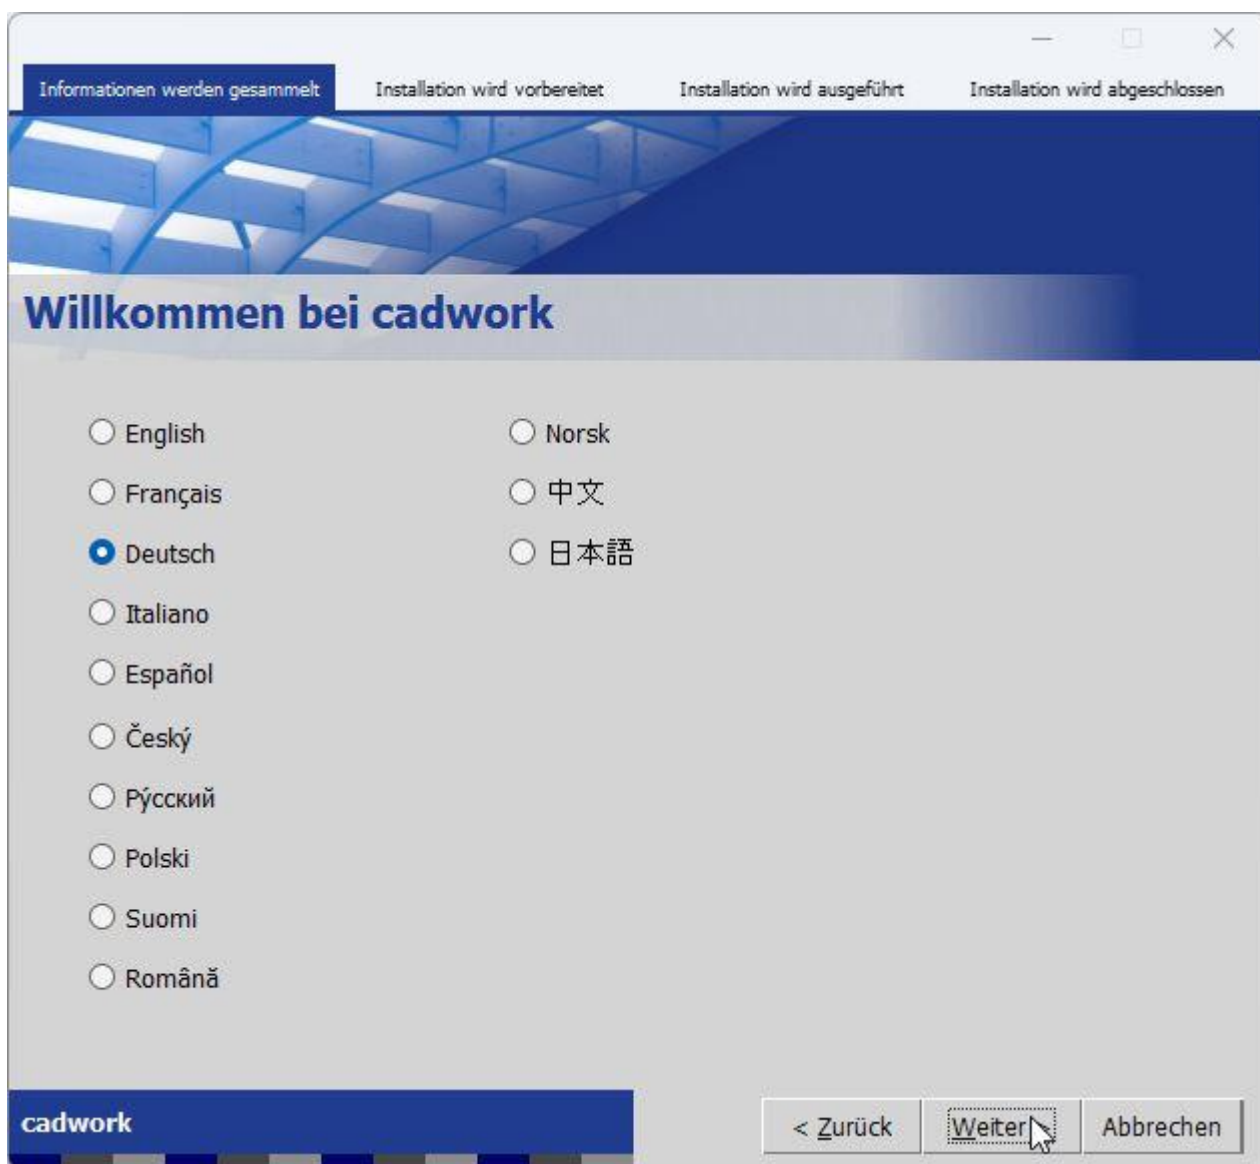 Informationen werden gesammelt Installation wird vorbereitet Installation wird ausgeführt Installation wird abgeschlossen
Willkommen bei cadwork
English
Français
Deutsch
Italiano
Español
Český
Рýсский
Polski
Suomi
Română
Norsk
中文
日本語
cadwork
< Zurück Weiter Abbrechen